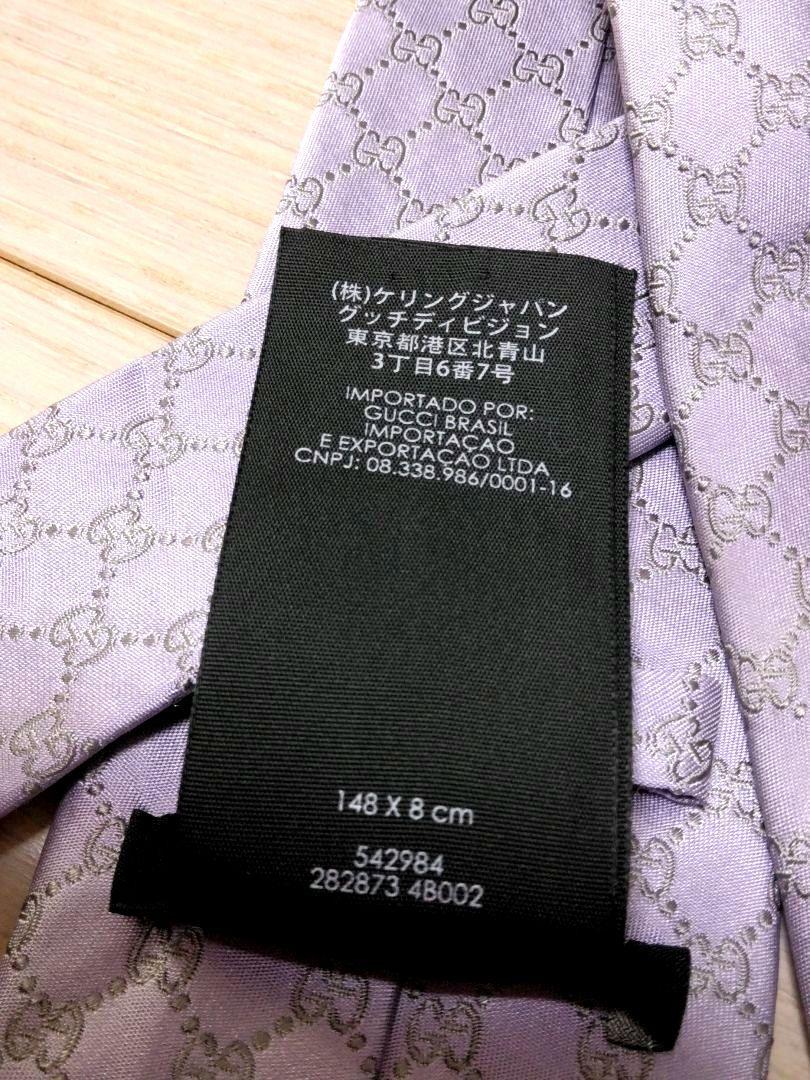 (株)ケリングジャパン
グッチディビジョン
東京都港区北青山
3丁目6番7号
IMPORTADO POR:
GUCCI BRASiL
IMPORTAÇAO
E EXPORTAÇAO LTDA
CNPJ: 08.338.986/0001-16
148 X 8 cm
542984
282873 4B002